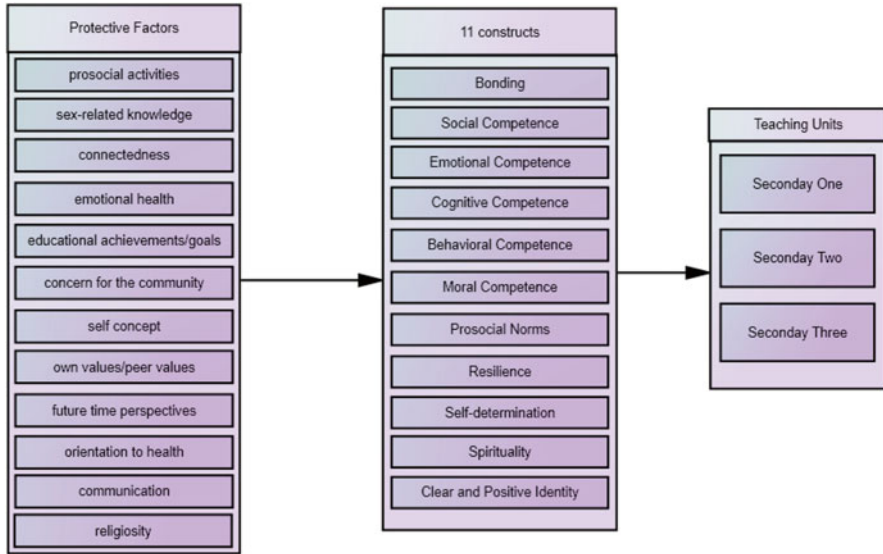 Protective Factors
prosocial activities
sex-related knowledge
connectedness
emotional health
educational achievements/goals
concern for the community
self concept
own values/peer values
future time perspectives
orientation to health
communication
religiosity
11 constructs
Bonding
Social Competence
Emotional Competence
Cognitive Competence
Behavioral Competence
Moral Competence
Prosocial Norms
Resilience
Self-determination
Spirituality
Clear and Positive Identity
Teaching Units
Seconday One
Seconday Two
Seconday Three